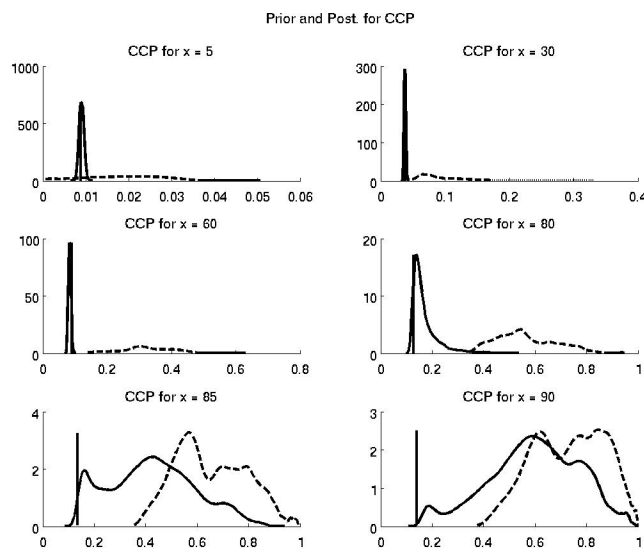 Prior and Post. for CCP
CCP for x = 5
1000
500
0
0 0.01 0.02 0.03 0.04 0.05 0.06
CCP for x = 30
300
200
100
0
0 0.1 0.2 0.3 0.4
CCP for x = 60
100
50
0
0 0.2 0.4 0.6 0.8
CCP for x = 80
20
10
0
0 0.2 0.4 0.6 0.8 1
CCP for x = 85
4
2
0
0 0.2 0.4 0.6 0.8 1
CCP for x = 90
3
2
1
0
0 0.2 0.4 0.6 0.8 1